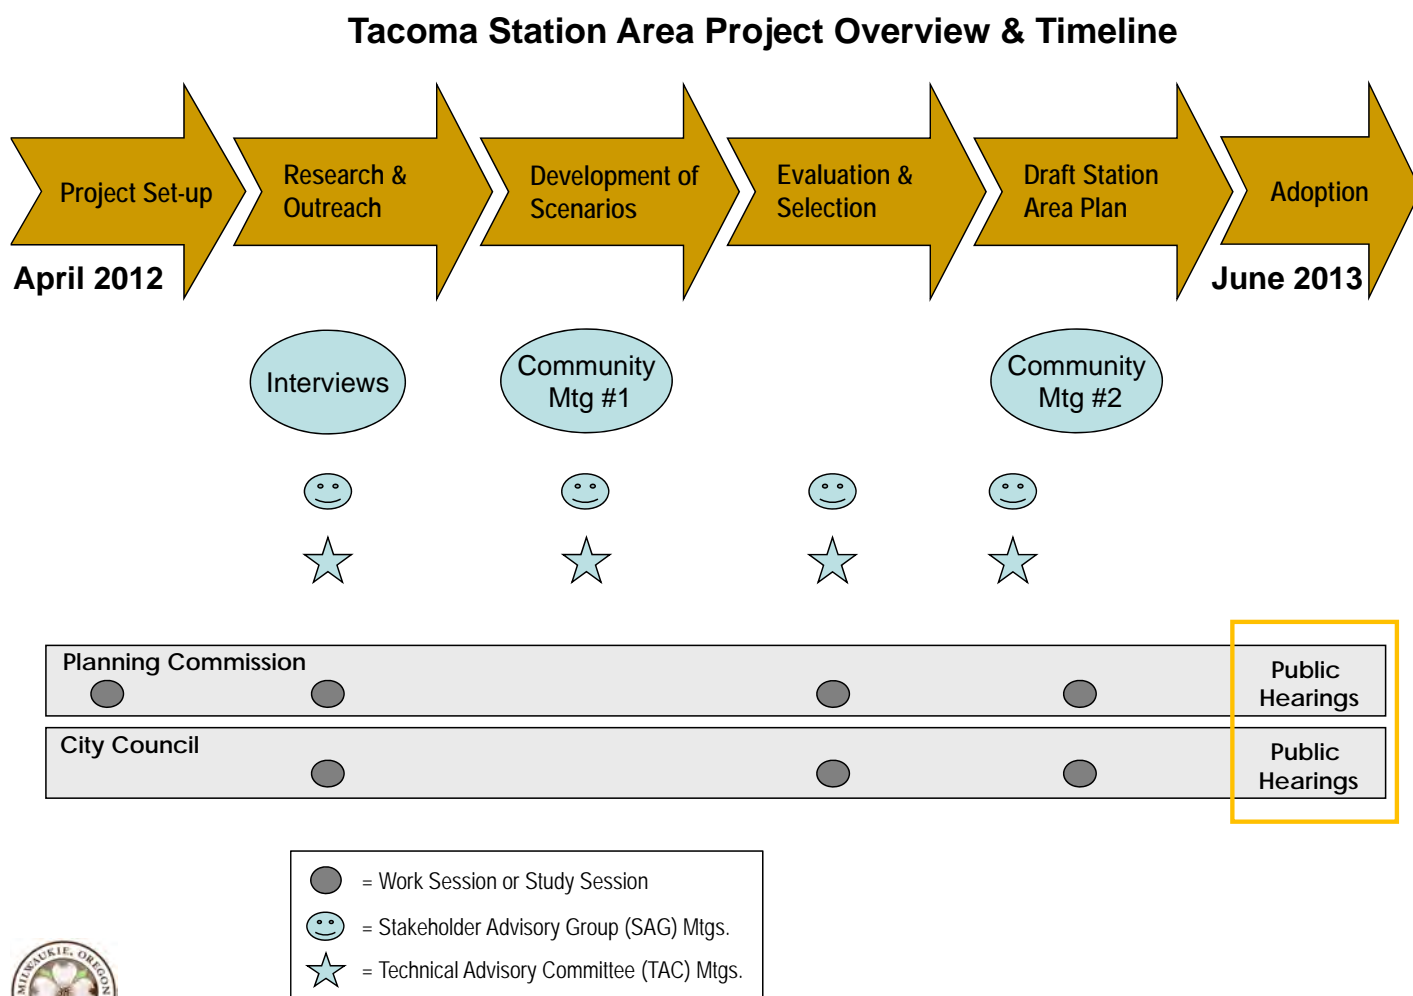 Tacoma Station Area Project Overview & Timeline
Project Set-up
Research &
Outreach
Development of
Scenarios
Evaluation &
Selection
Draft Station
Area Plan
Adoption
April 2012
June 2013
Interviews
Community
Mtg #1
Community
Mtg #2
Planning Commission
Public
Hearings
City Council
Public
Hearings
= Work Session or Study Session
= Stakeholder Advisory Group (SAG) Mtgs.
= Technical Advisory Committee (TAC) Mtgs.
MILWAUKIE, OREGON